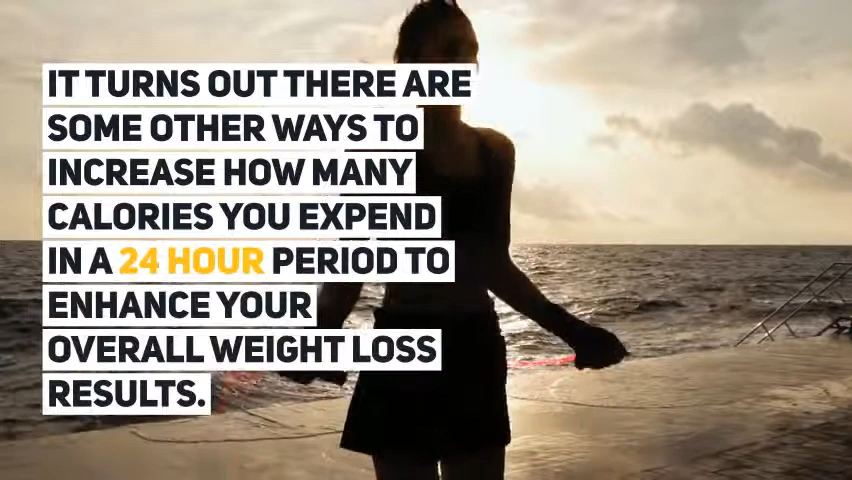 IT TURNS OUT THERE ARE
SOME OTHER WAYS TO
INCREASE HOW MANY
CALORIES YOU EXPEND
IN A 24 HOUR PERIOD TO
ENHANCE YOUR
OVERALL WEIGHT LOSS
RESULTS.